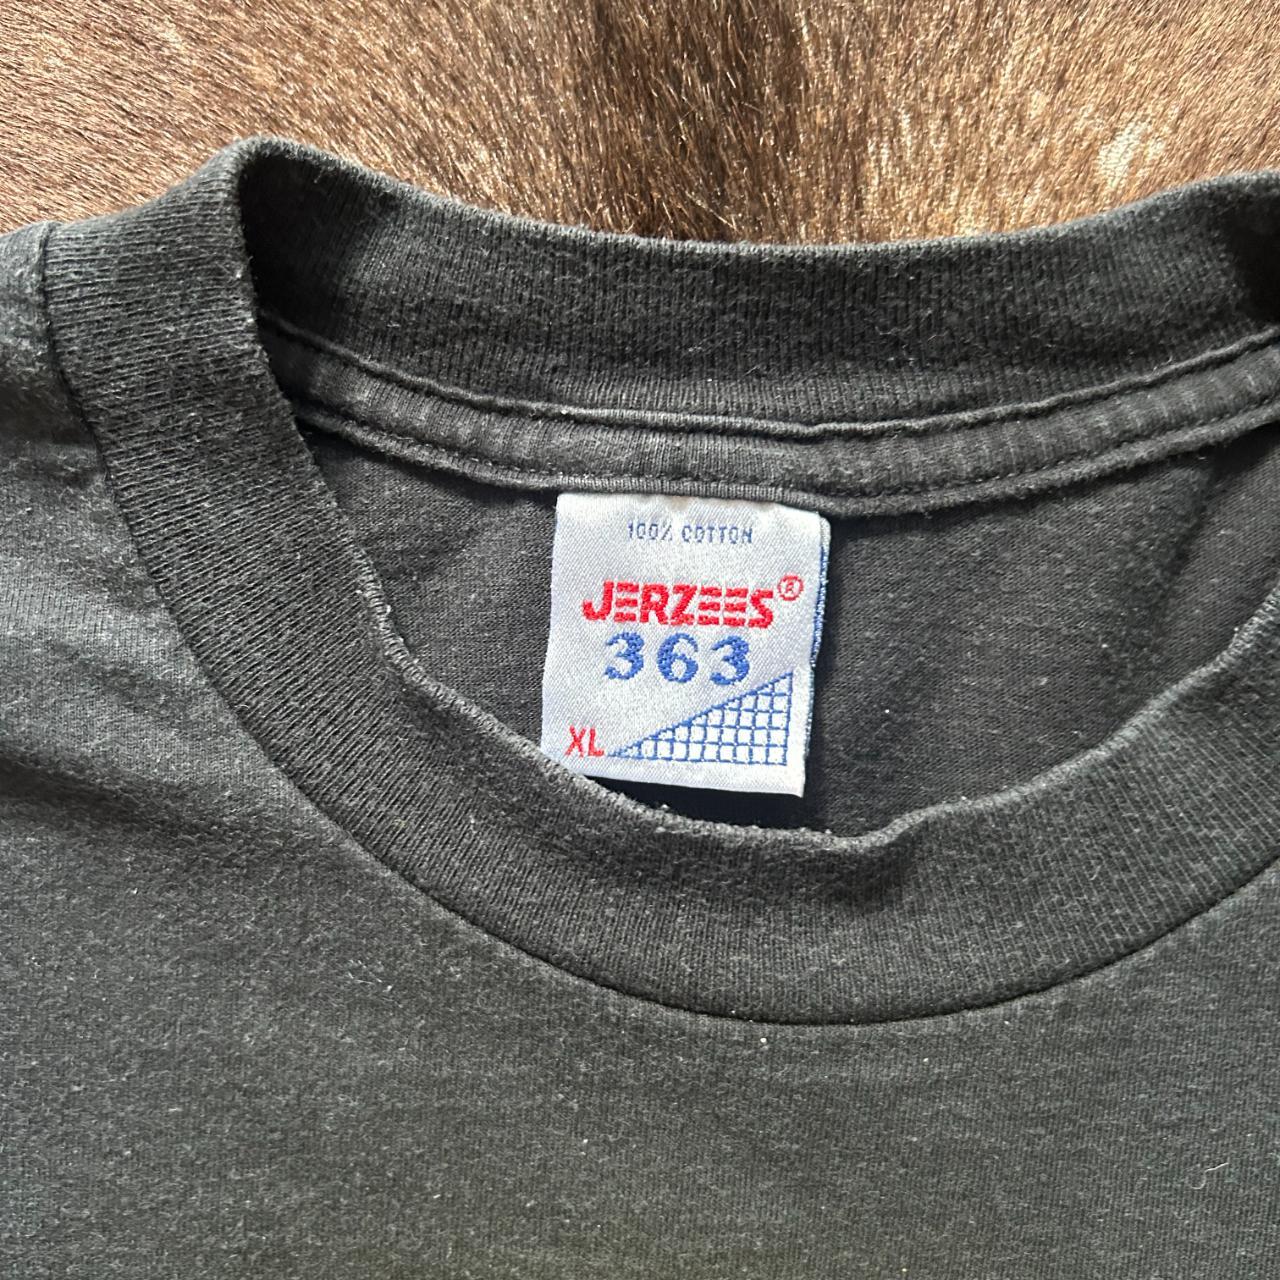 100% COTTON
JERZEES®
363
XL